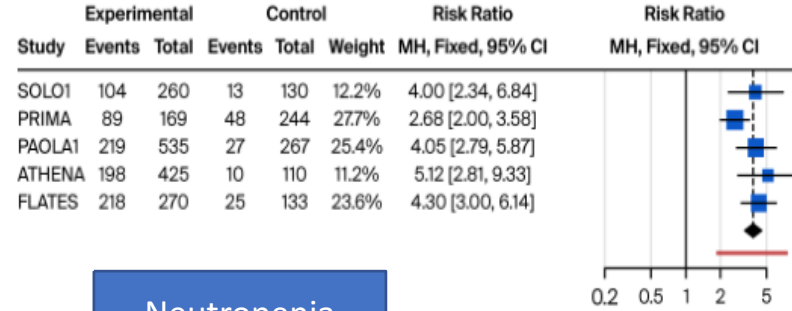 Experimental Control Risk Ratio Risk Ratio
Study Events Total Events Total Weight MH, Fixed, 95% CI MH, Fixed, 95% CI
SOLO1 104 260 13 130 12.2% 4.00 [2.34, 6.84]
PRIMA 89 169 48 244 27.7% 2.68 [2.00, 3.58]
PAOLA1 219 535 27 267 25.4% 4.05 [2.79, 5.87]
ATHENA 198 425 10 110 11.2% 5.12 [2.81, 9.33]
FLATES 218 270 25 133 23.6% 4.30 [3.00, 6.14]
0.2 0.5 1 2 5
Neutropenia